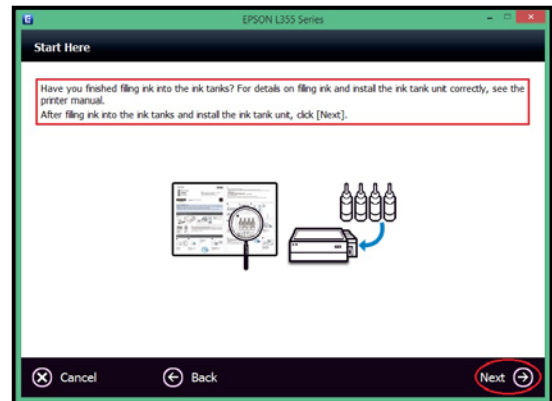 EPSON L355 Series
Start Here
Have you finished filing ink into the ink tanks? For details on filing ink and install the ink tank unit correctly, see the
printer manual.
After filing ink into the ink tanks and install the ink tank unit, click [Next].
Cancel
Back
Next